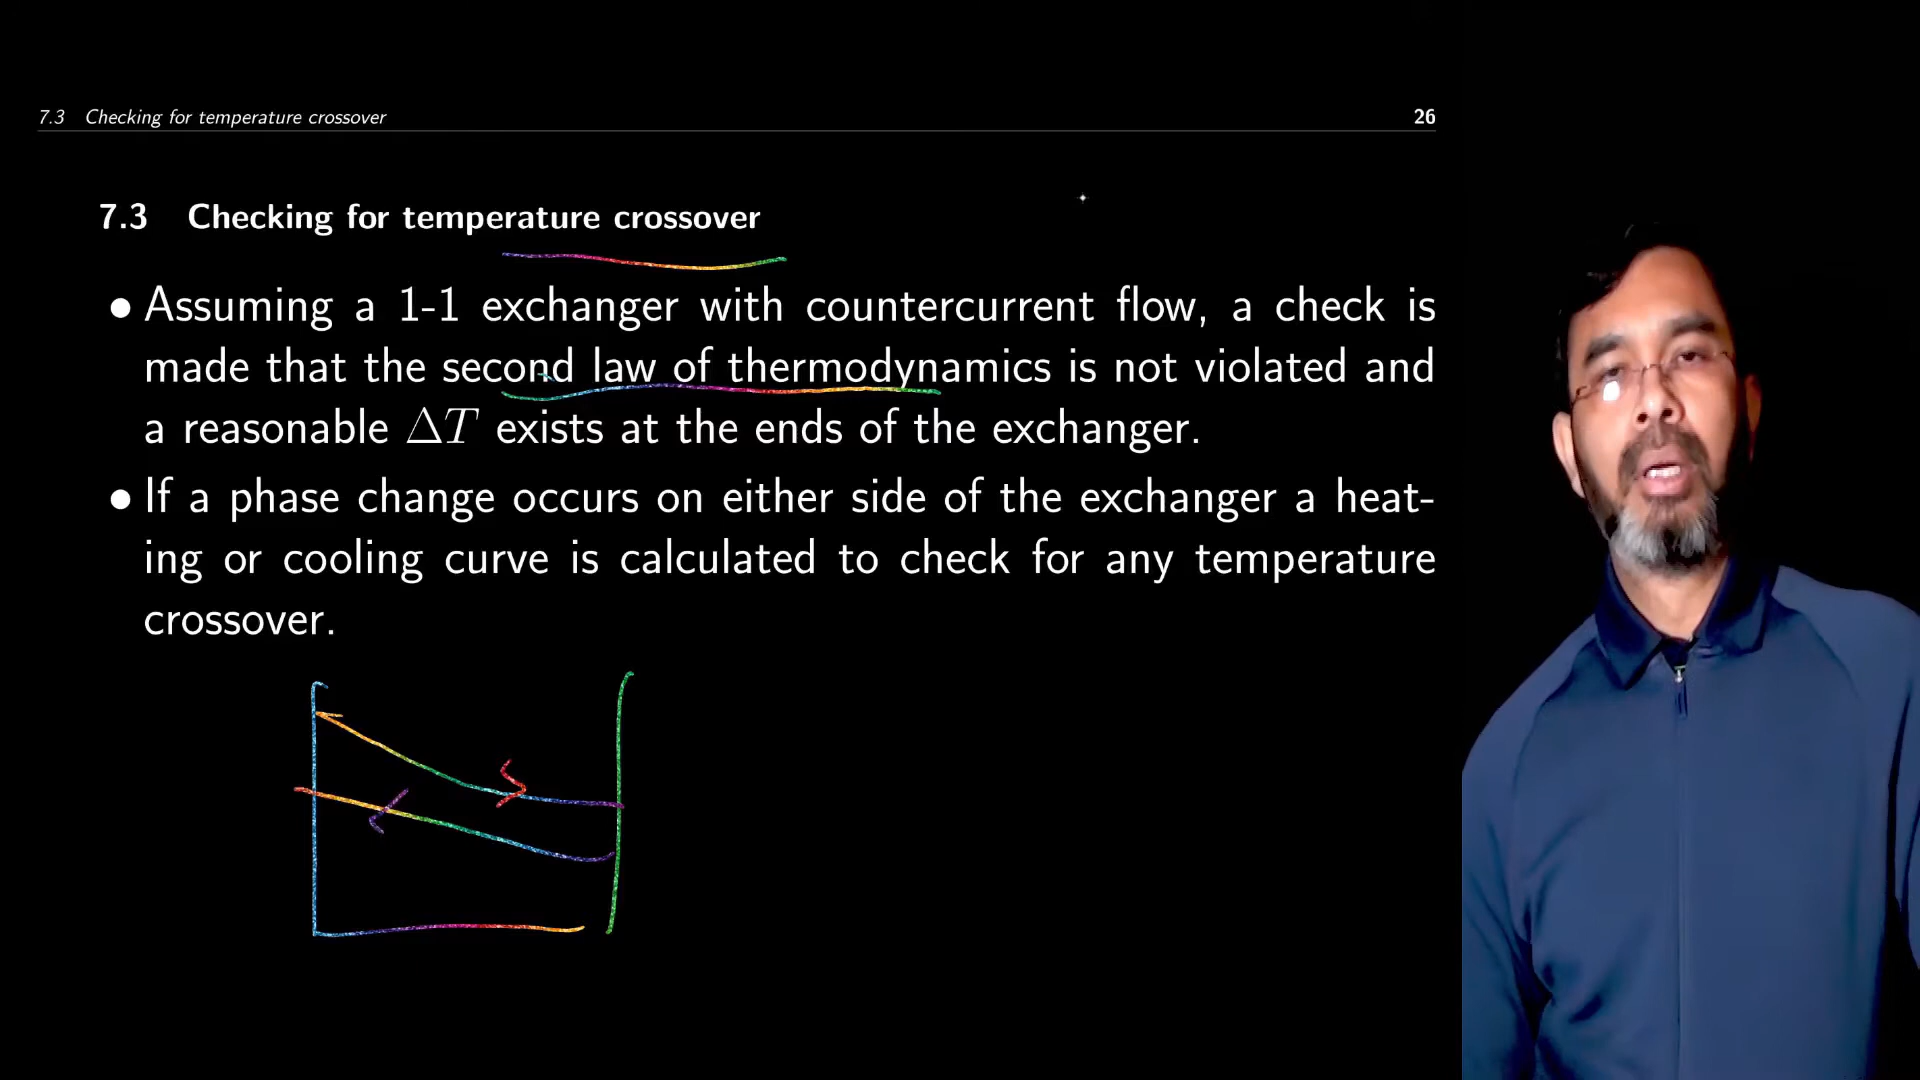 7.3 Checking for temperature crossover 26
7.3 Checking for temperature crossover
• Assuming a 1-1 exchanger with countercurrent flow, a check is
made that the second law of thermodynamics is not violated and
a reasonable ΔT exists at the ends of the exchanger.
• If a phase change occurs on either side of the exchanger a heat-
ing or cooling curve is calculated to check for any temperature
crossover.